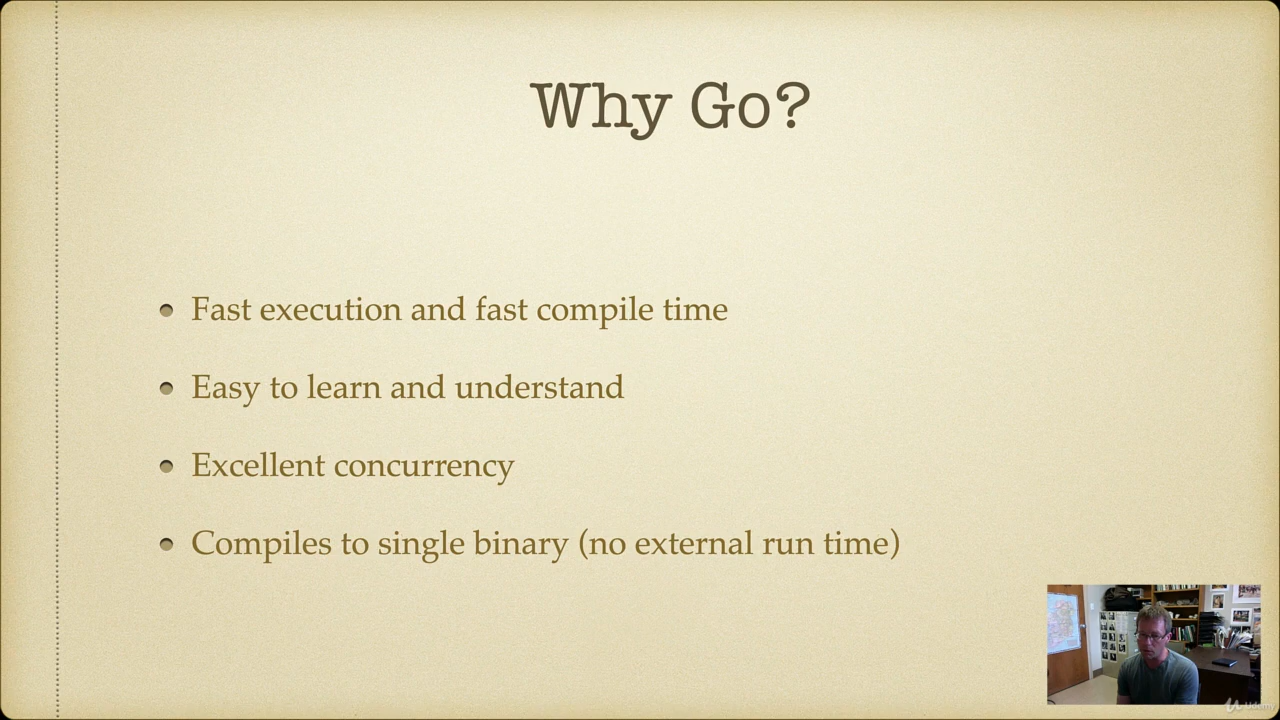 Why Go?
Fast execution and fast compile time
Easy to learn and understand
Excellent concurrency
Compiles to single binary (no external run time)
Udemy